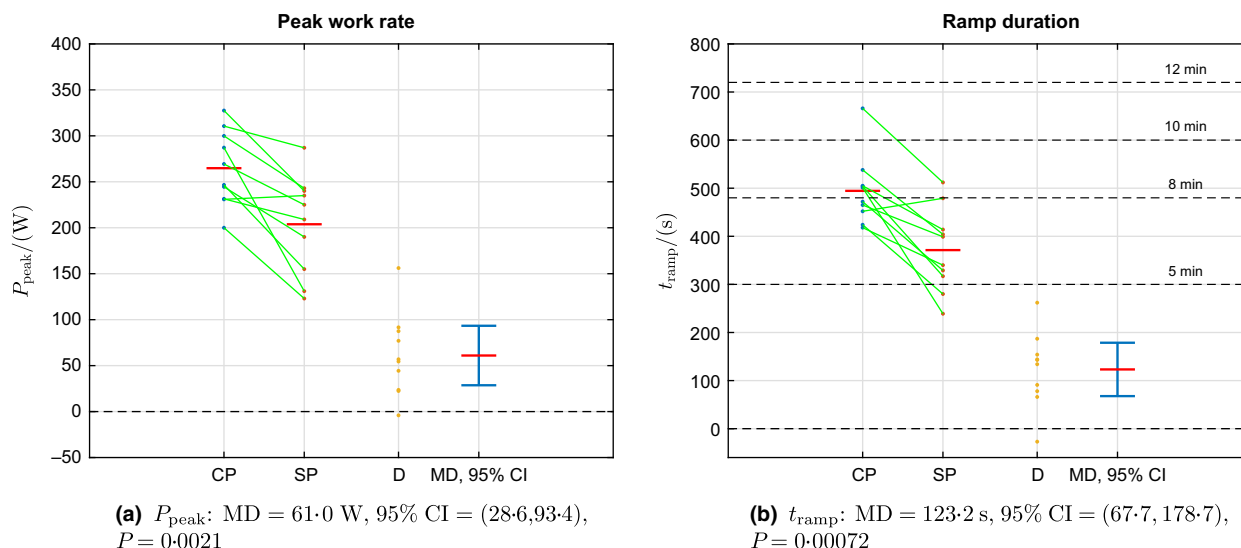 Peak work rate
400
350
300
250
200
150
100
50
0
–50
P_peak/(W)
CP SP D MD, 95% CI
(a) P_peak: MD = 61·0 W, 95% CI = (28·6,93·4),
P = 0·0021
Ramp duration
800
700
600
500
400
300
200
100
0
t_ramp/(s)
12 min
10 min
8 min
5 min
CP SP D MD, 95% CI
(b) t_ramp: MD = 123·2 s, 95% CI = (67·7, 178·7),
P = 0·00072